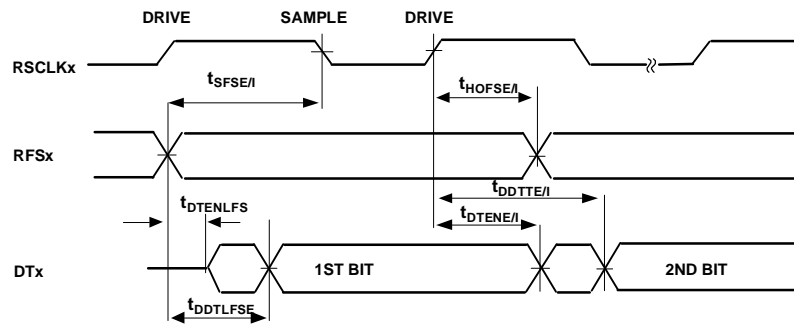 DRIVE SAMPLE DRIVE
RSCLKx
tSFSE/I tHOFSE/I
RFSx
tDDTTE/I
tDTENLFS tDTENE/I
DTx 1ST BIT 2ND BIT
tDDTLFSE